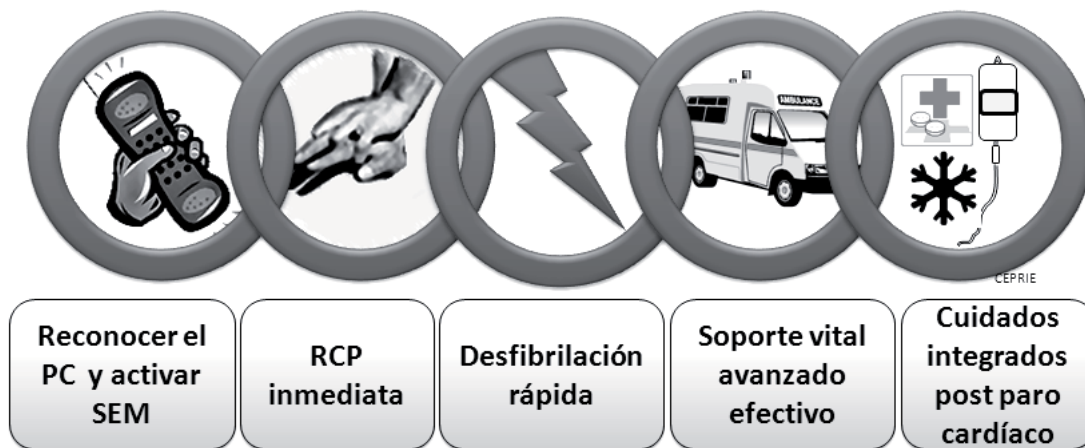 AMBULANCE
CEPRIE
Reconocer el
PC y activar
SEM
RCP
inmediata
Desfibrilación
rápida
Soporte vital
avanzado
efectivo
Cuidados
integrados
post paro
cardíaco